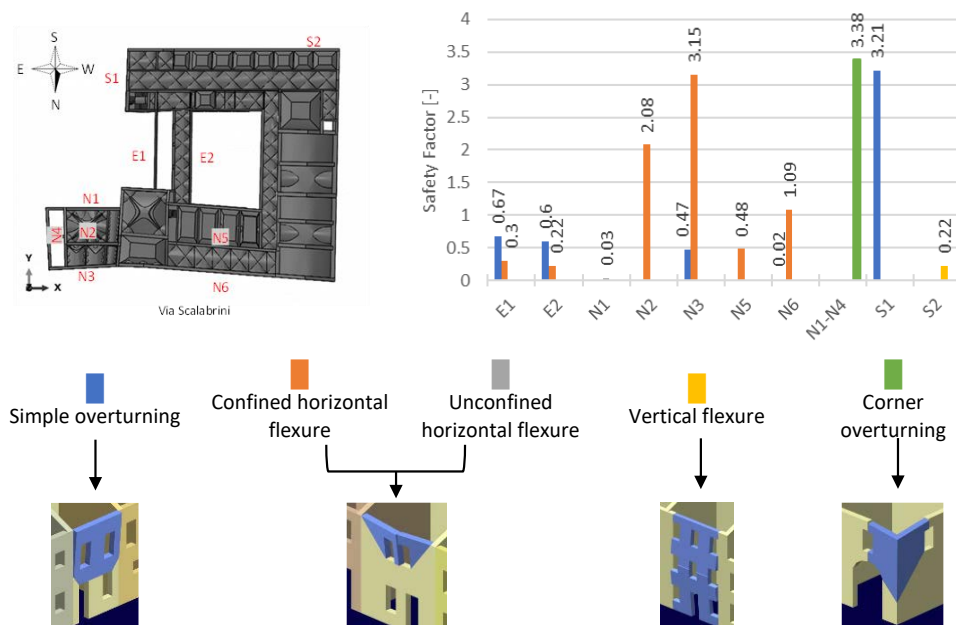 S
E
W
N
S2
S1
E1
E2
N1
N4
N2
N5
N3
N6
Y
X
Via Scalabrini
Safety Factor [-]
4
3.5
3
2.5
2
1.5
1
0.5
0
0.67
0.3
0.6
0.22
0.03
2.08
0.47
3.15
0.48
0.02
1.09
3.38
3.21
0.22
E1
E2
N1
N2
N3
N5
N6
N1-N4
S1
S2
Simple overturning
Confined horizontal
flexure
Unconfined
horizontal flexure
Vertical flexure
Corner
overturning